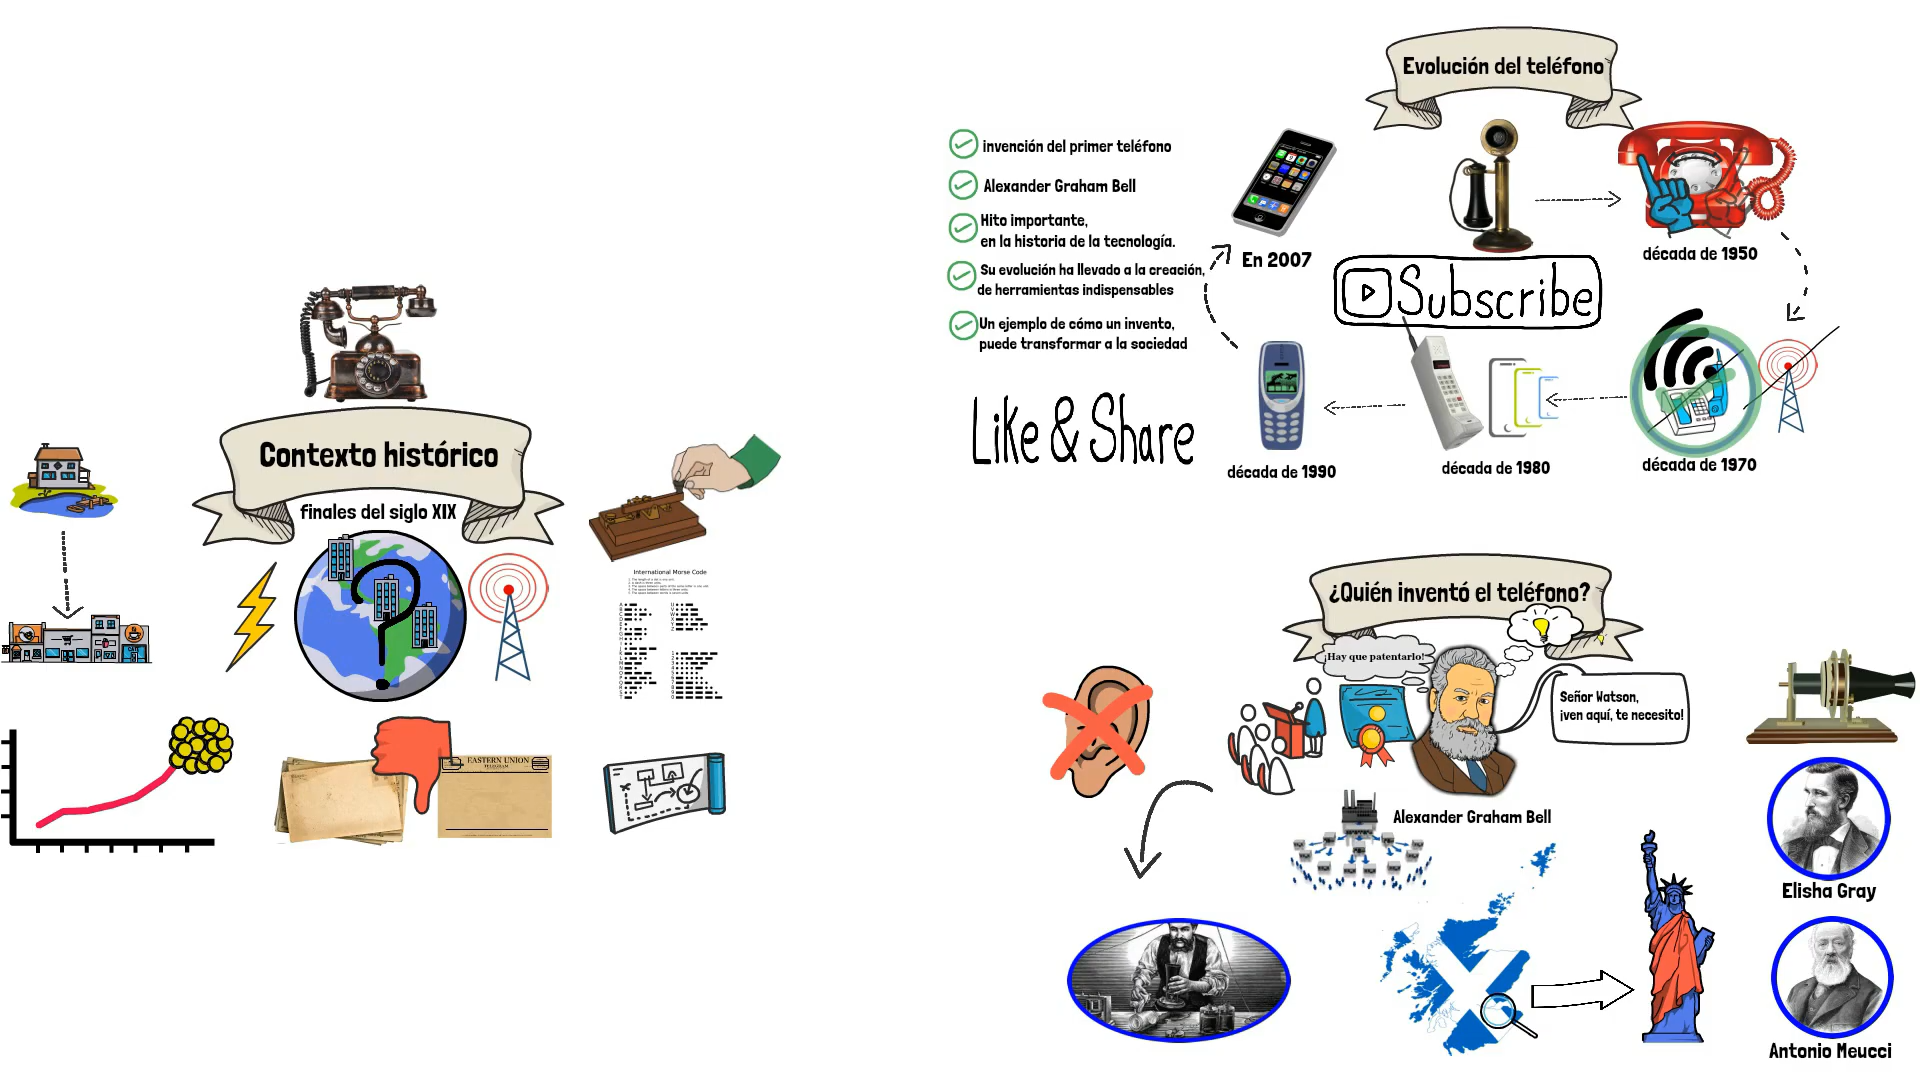 Contexto histórico
finales del siglo XIX
International Morse Code
EASTERN UNION
TELEGRAM
Evolución del teléfono
invención del primer teléfono
Alexander Graham Bell
Hito importante,
en la historia de la tecnología.
Su evolución ha llevado a la creación,
de herramientas indispensables
Un ejemplo de cómo un invento,
puede transformar a la sociedad
Like & Share
En 2007
Subscribe
década de 1950
década de 1970
década de 1980
década de 1990
¿Quién inventó el teléfono?
¡Hay que patentarlo!
Señor Watson,
¡ven aquí, te necesito!
Alexander Graham Bell
Elisha Gray
Antonio Meucci